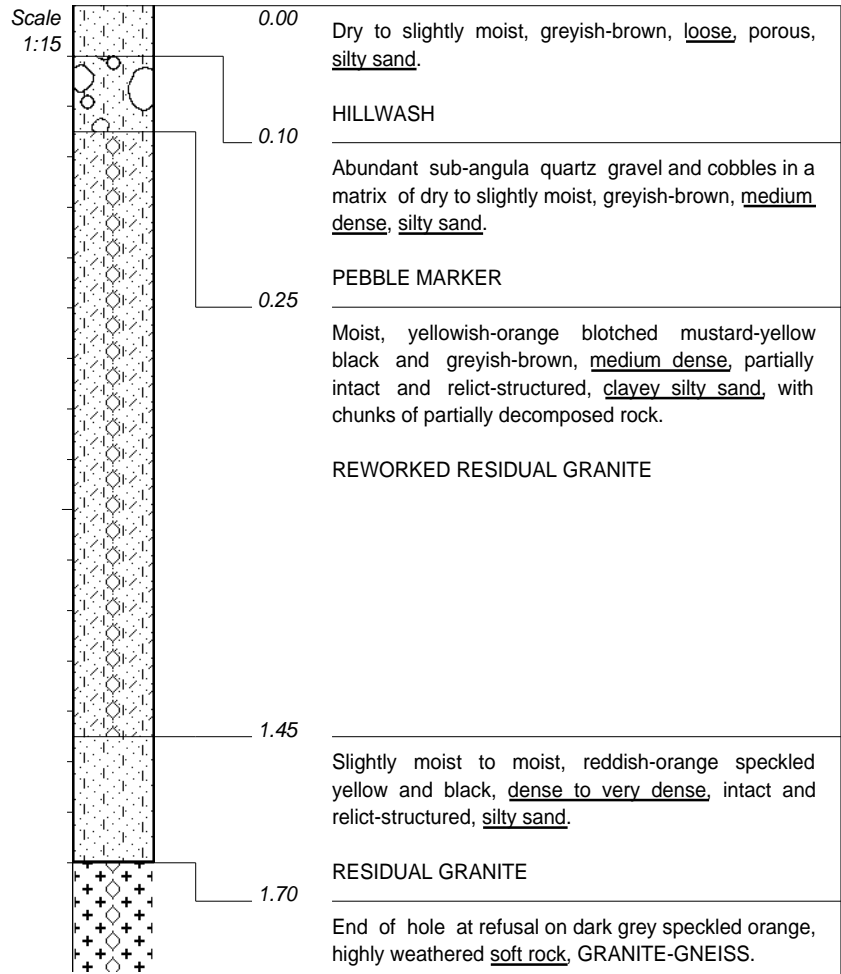 Scale
1:15
0.00
Dry to slightly moist, greyish-brown, loose, porous,
silty sand.
HILLWASH
0.10
Abundant sub-angula quartz gravel and cobbles in a
matrix of dry to slightly moist, greyish-brown, medium
dense, silty sand.
PEBBLE MARKER
0.25
Moist, yellowish-orange blotched mustard-yellow
black and greyish-brown, medium dense, partially
intact and relict-structured, clayey silty sand, with
chunks of partially decomposed rock.
REWORKED RESIDUAL GRANITE
1.45
Slightly moist to moist, reddish-orange speckled
yellow and black, dense to very dense, intact and
relict-structured, silty sand.
RESIDUAL GRANITE
1.70
End of hole at refusal on dark grey speckled orange,
highly weathered soft rock, GRANITE-GNEISS.